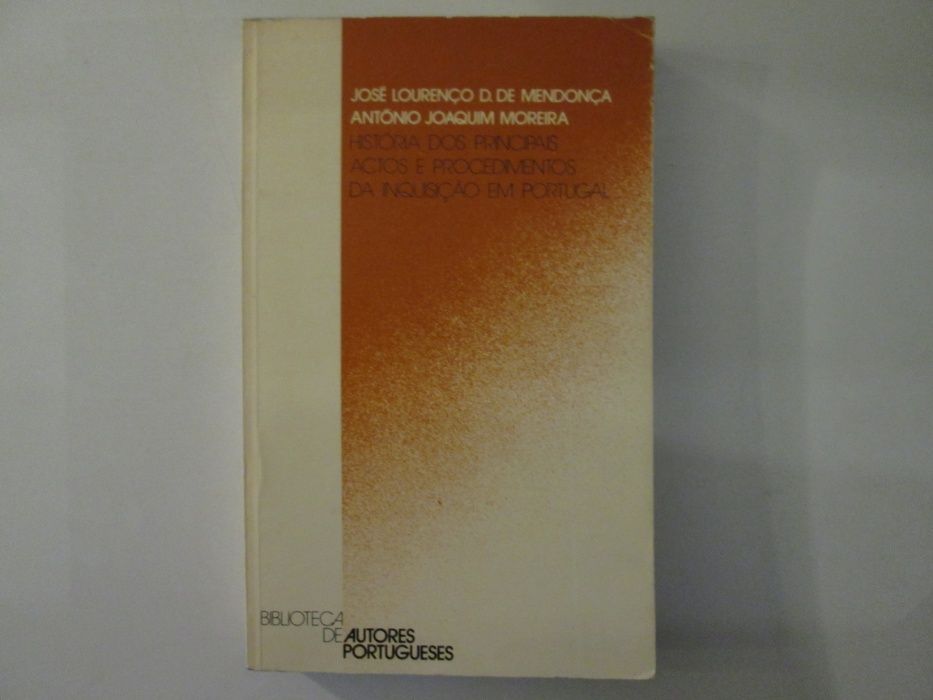 JOSÉ LOURENÇO D. DE MENDONÇA
ANTÓNIO JOAQUIM MOREIRA
HISTÓRIA DOS PRINCIPAIS
ACTOS E PROCEDIMENTOS
DA INQUISIÇÃO EM PORTUGAL
BIBLIOTECA
DE AUTORES
PORTUGUESES